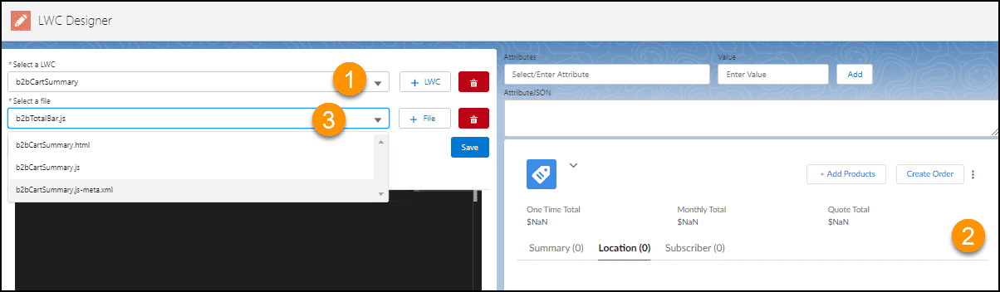 LWC Designer
*Select a LWC
b2bCartSummary
1
+ LWC
*Select a file
b2bTotalBar.js
3
+ File
b2bCartSummary.html
b2bCartSummary.js
b2bCartSummary.js-meta.xml
Save
Attributes
Value
Select/Enter Attribute
Enter Value
Add
AttributeJSON
+ Add Products
Create Order
One Time Total
Monthly Total
Quote Total
$NaN
$NaN
$NaN
2
Summary (0)
Location (0)
Subscriber (0)